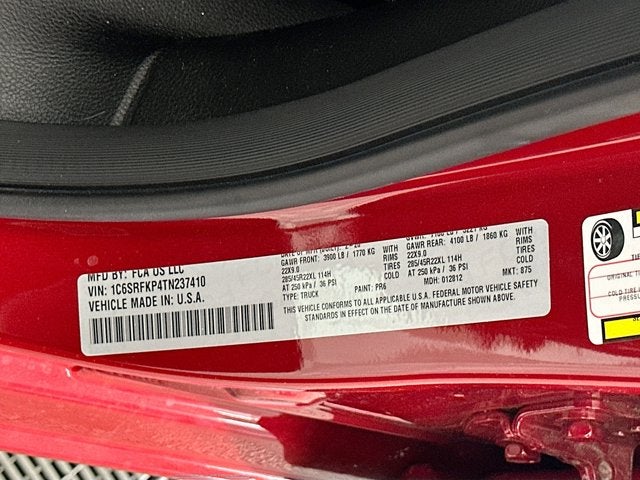 MFD BY: FCA US LLC
VIN: 1C6SRFKP4TN237410
VEHICLE MADE IN U.S.A.
GAWR FRONT: 3900 LB / 1770 KG WITH
22X9.0 RIMS
285/45R22XL 114H TIRES
AT 250 kPa / 36 PSI COLD
TYPE: TRUCK PAINT: PR6
GAWR REAR: 4100 LB / 1860 KG WITH
22X9.0 RIMS
285/45R22XL 114H TIRES
AT 250 kPa / 36 PSI COLD
MDH: 012812 MKT: 875
THIS VEHICLE CONFORMS TO ALL APPLICABLE U.S.A. FEDERAL MOTOR VEHICLE SAFETY
STANDARDS IN EFFECT ON THE DATE OF MANUFACTURE SHOWN ABOVE.
ORIGINAL
COLD TIRE
PRESS